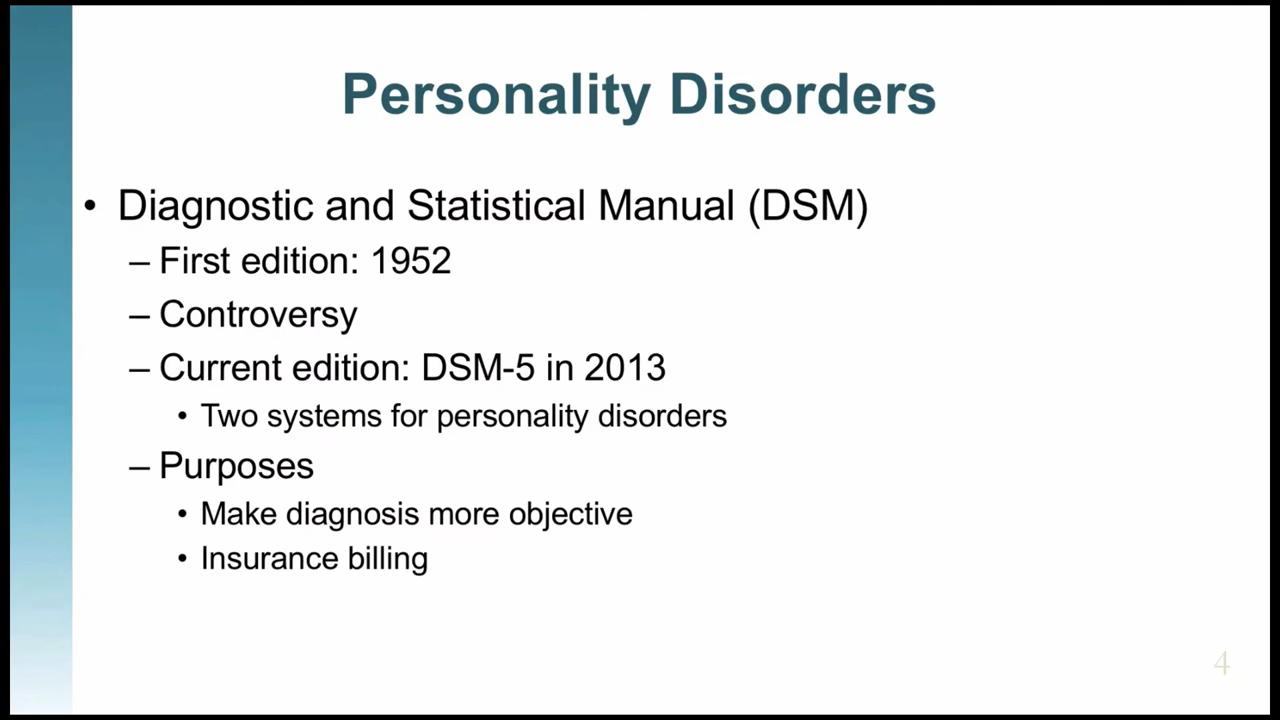 Personality Disorders
• Diagnostic and Statistical Manual (DSM)
– First edition: 1952
– Controversy
– Current edition: DSM-5 in 2013
• Two systems for personality disorders
– Purposes
• Make diagnosis more objective
• Insurance billing
4